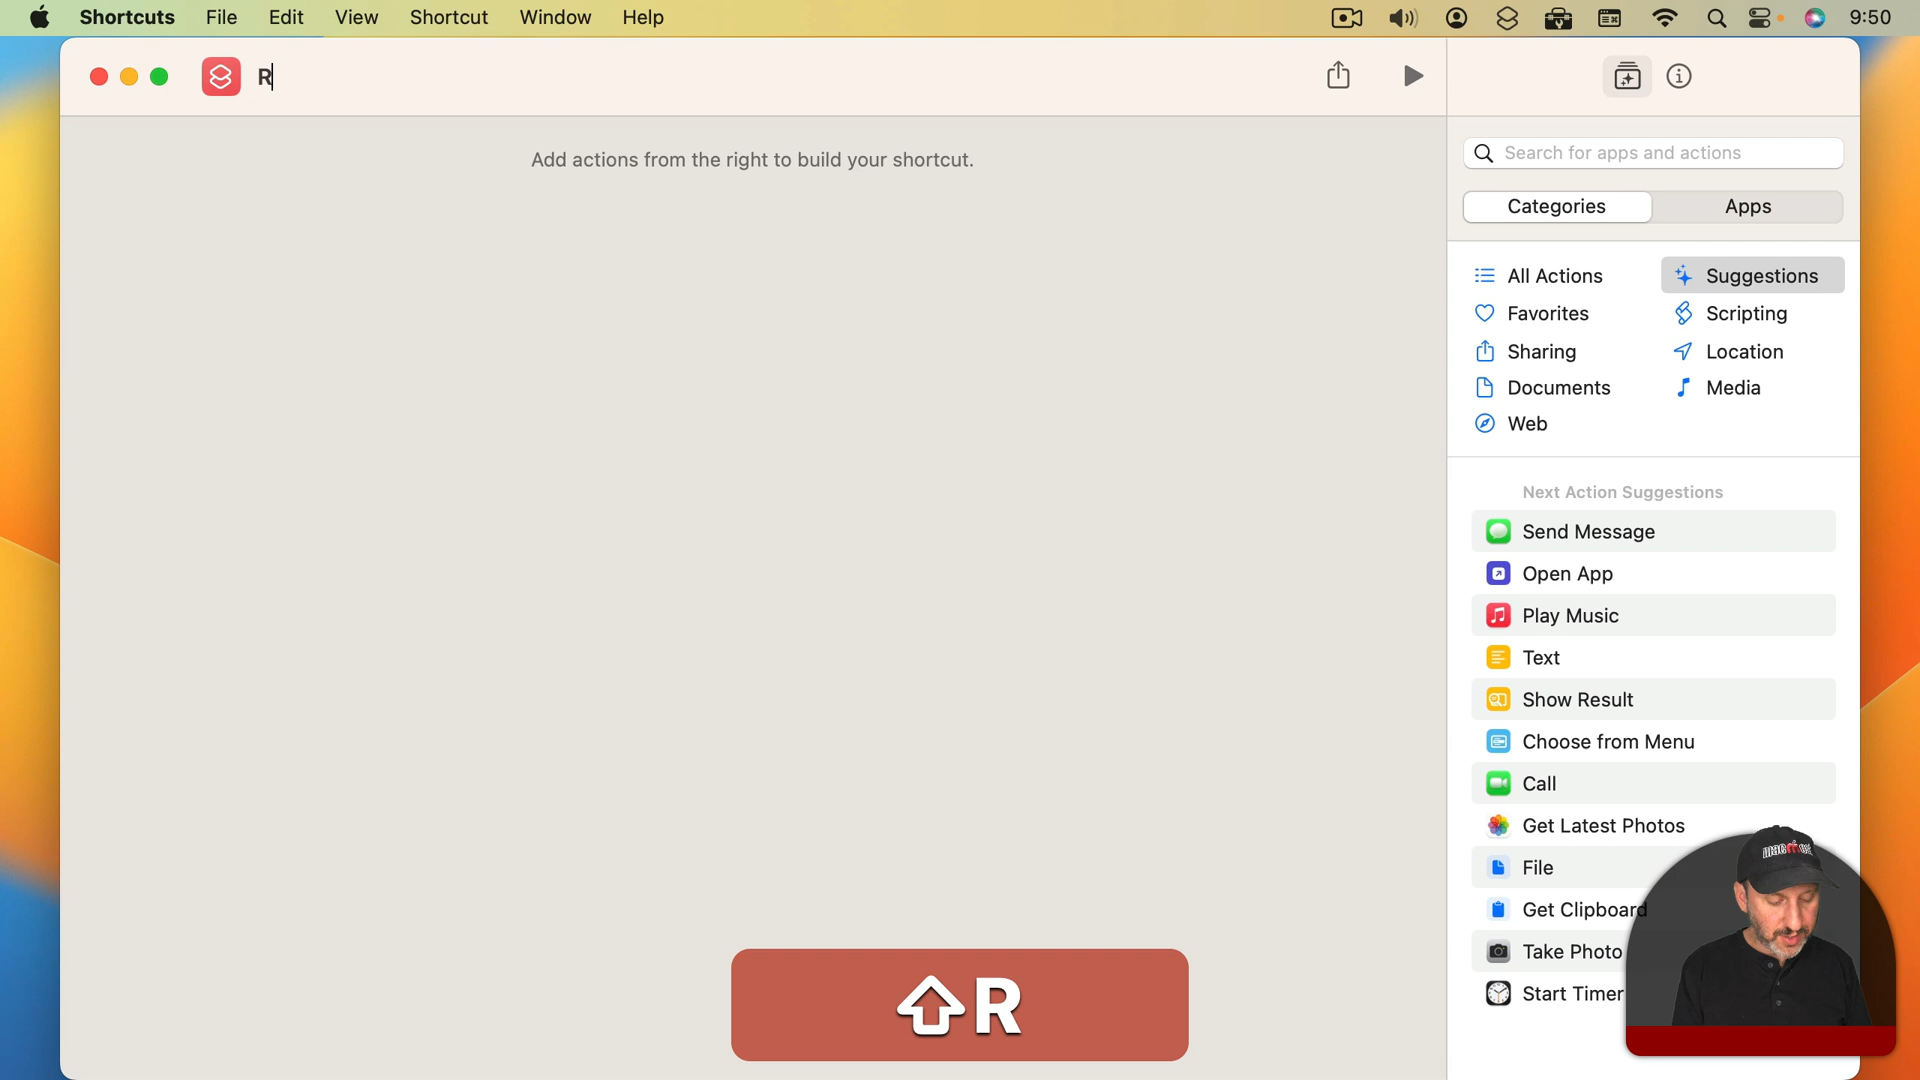 Shortcuts File Edit View Shortcut Window Help 9:50
R
Add actions from the right to build your shortcut.
Search for apps and actions
Categories Apps
All Actions Suggestions
Favorites Scripting
Sharing Location
Documents Media
Web
Next Action Suggestions
Send Message
Open App
Play Music
Text
Show Result
Choose from Menu
Call
Get Latest Photos
File
Get Clipboard
Take Photo
Start Timer
⇧R